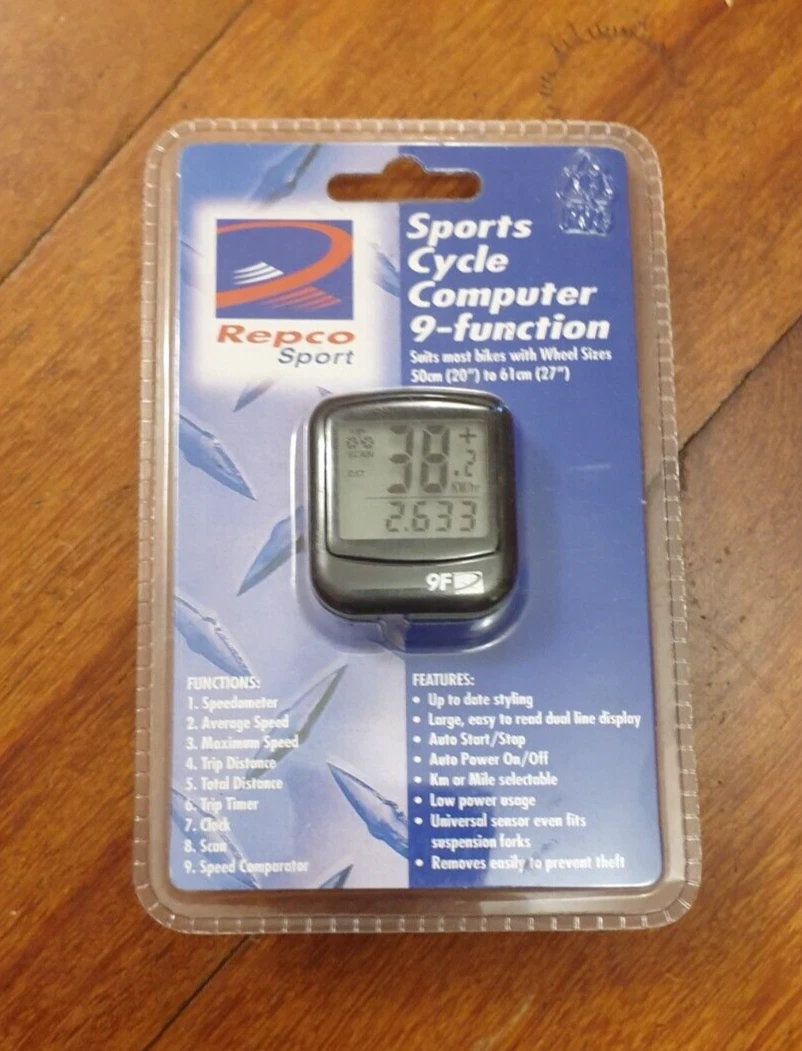 Repco
Sport
Sports
Cycle
Computer
9-function
Suits most bikes with Wheel Sizes
50cm (20") to 61cm (27")
SCAN
DST
38.2
+
KM/hr
2.633
9F
FUNCTIONS:
1. Speedometer
2. Average Speed
3. Maximum Speed
4. Trip Distance
5. Total Distance
6. Trip Timer
7. Clock
8. Scan
9. Speed Comparator
FEATURES:
• Up to date styling
• Large, easy to read dual line display
• Auto Start/Stop
• Auto Power On/Off
• Km or Mile selectable
• Low power usage
• Universal sensor even fits
suspension forks
• Removes easily to prevent theft